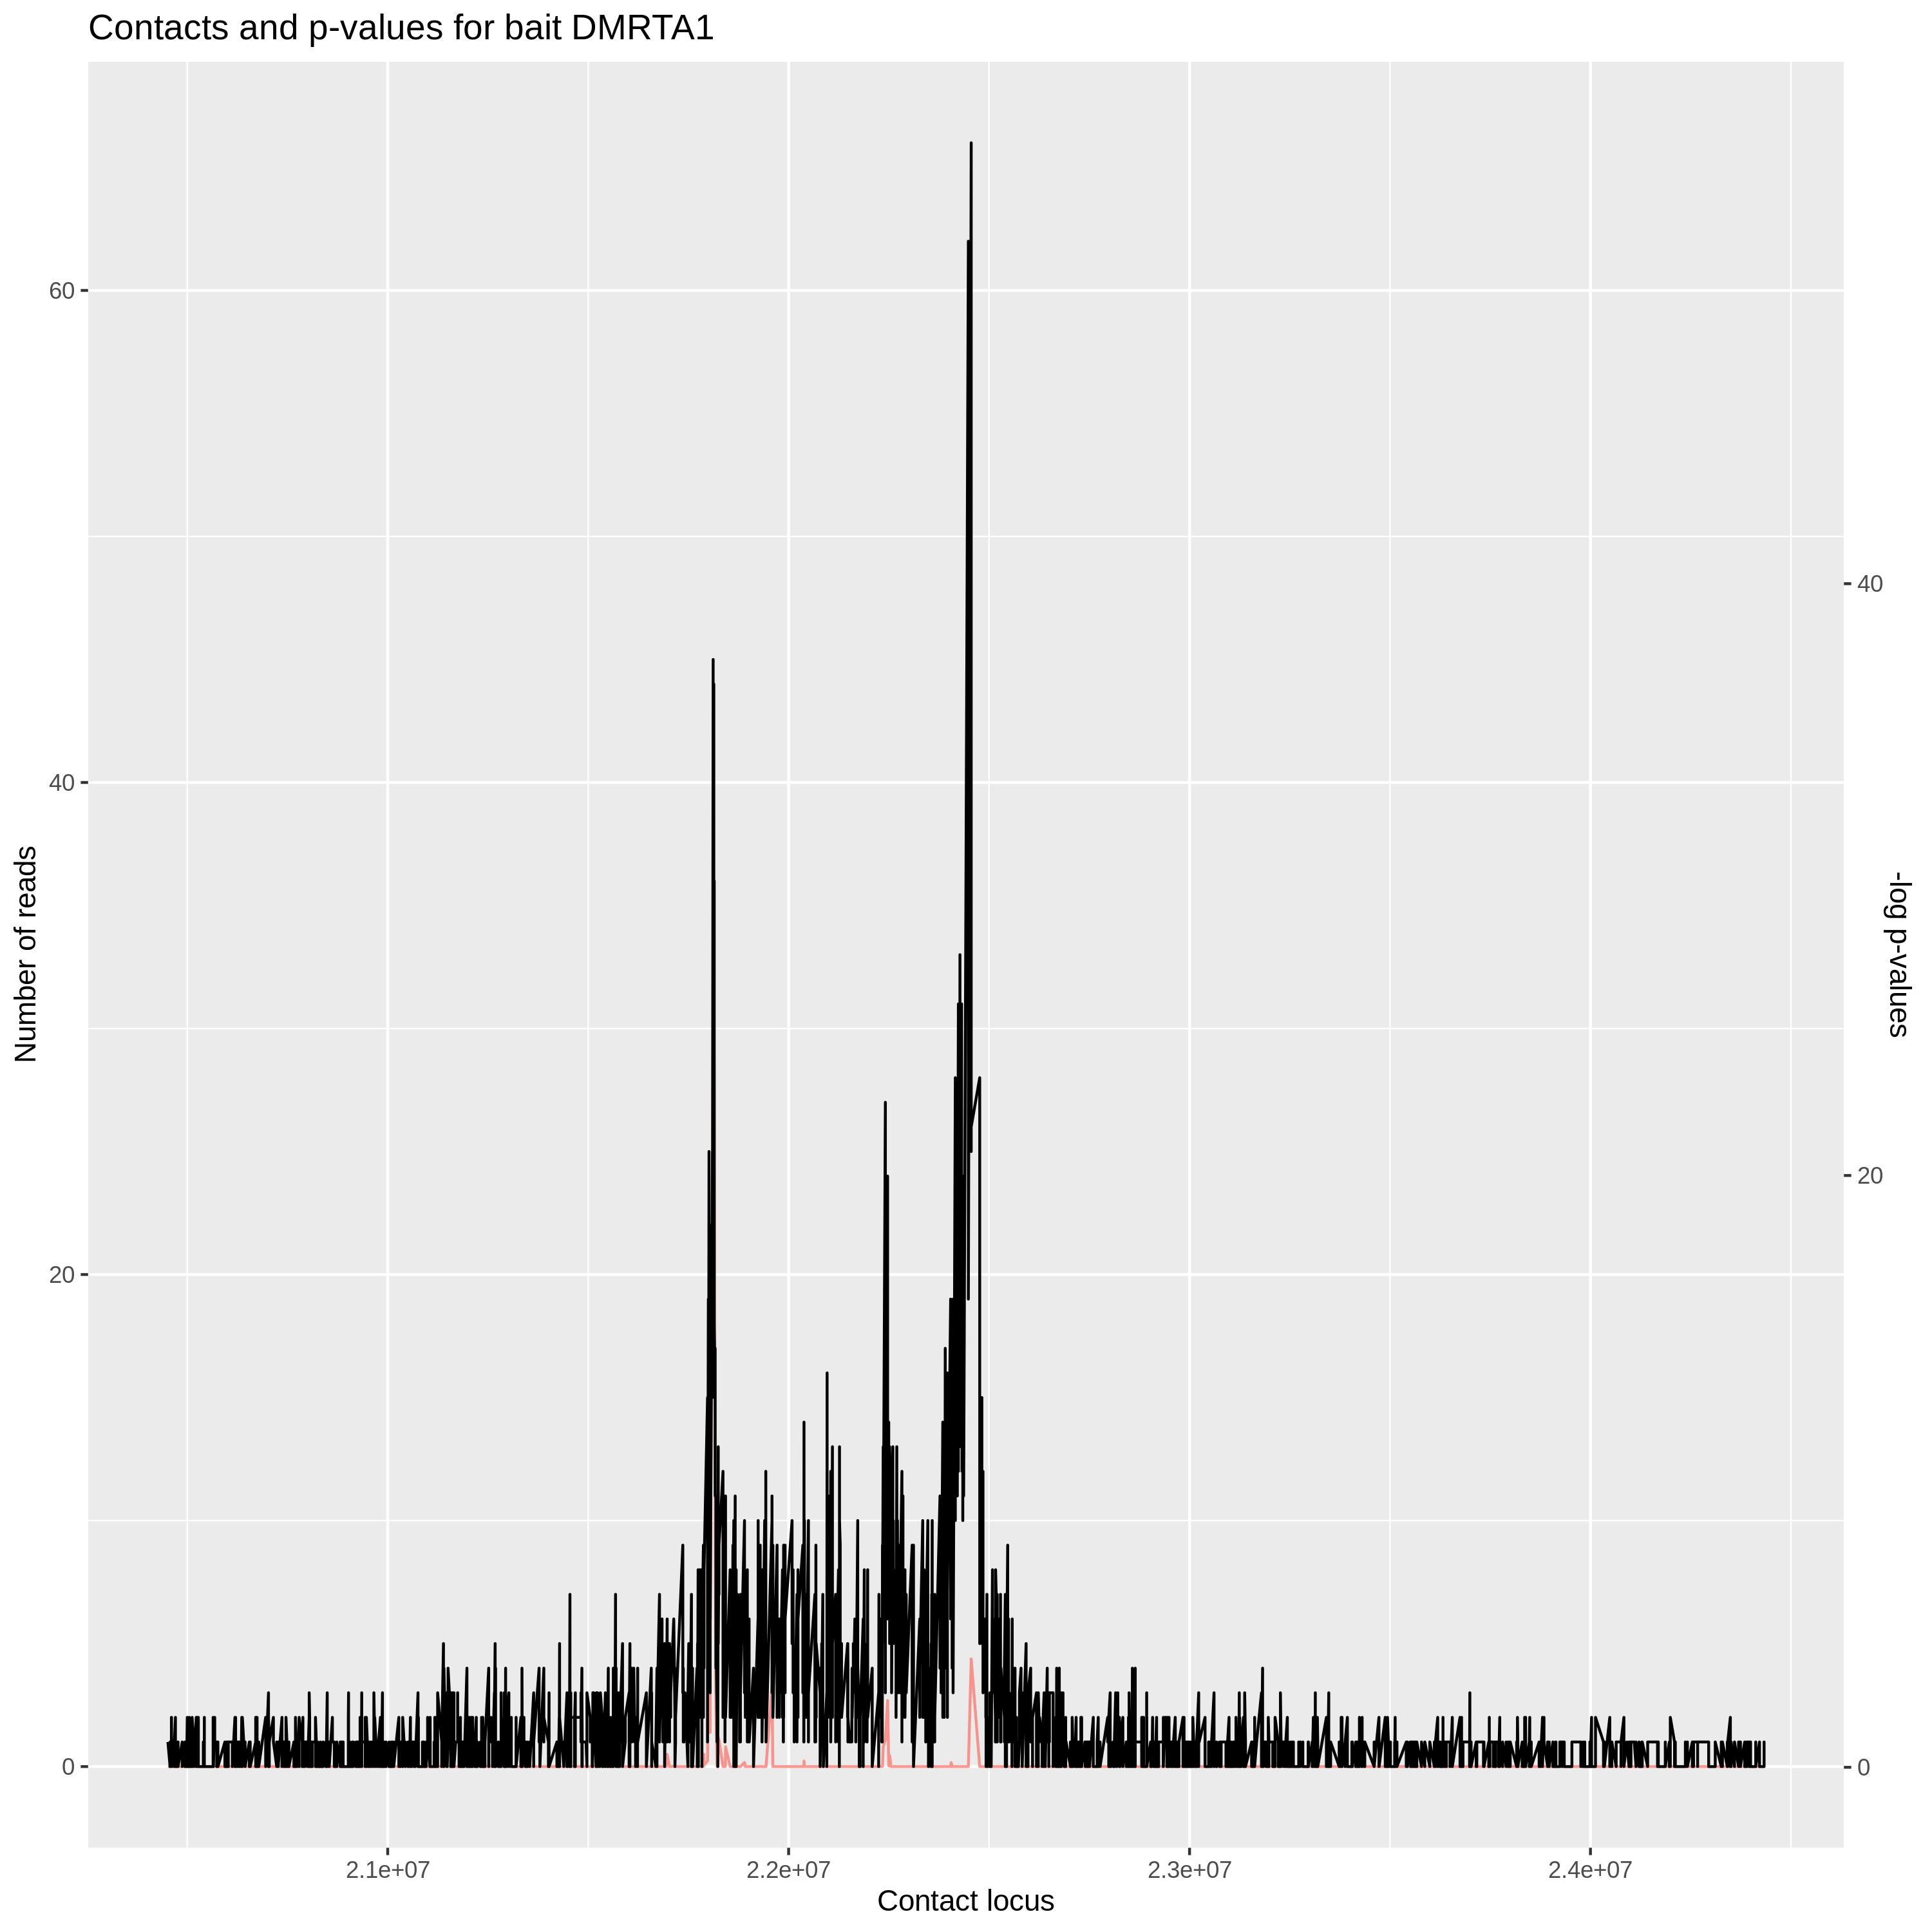 Contacts and p-values for bait DMRTA1
60
40
20
0
Number of reads
40
20
0
-log p-values
2.1e+07
2.2e+07
2.3e+07
2.4e+07
Contact locus